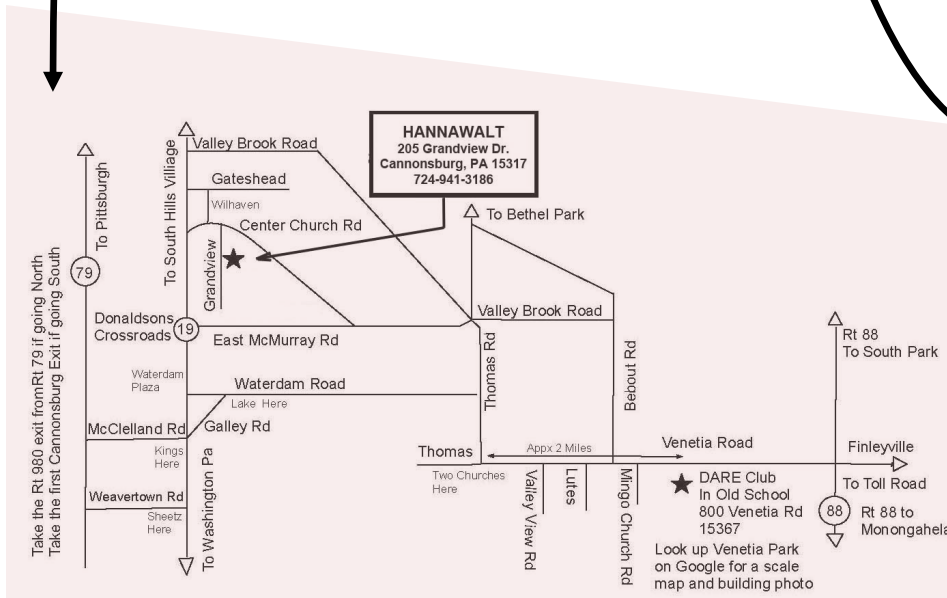 HANNAWALT
205 Grandview Dr.
Cannonsburg, PA 15317
724-941-3186
Valley Brook Road
Gateshead
Wilhaven
Center Church Rd
Grandview
To South Hills Villiage
To Pittsburgh
79
Take the Rt 980 exit fromRt 79 if going North
Take the first Cannonsburg Exit if going South
To Bethel Park
Donaldsons
Crossroads
19
East McMurray Rd
Valley Brook Road
Thomas Rd
Bebout Rd
Rt 88
To South Park
Waterdam
Plaza
Waterdam Road
Lake Here
McClelland Rd
Galley Rd
Kings
Here
Weavertown Rd
Sheetz
Here
To Washington Pa
Thomas
Appx 2 Miles
Venetia Road
Finleyville
Two Churches
Here
Valley View Rd
Lutes
Mingo Church Rd
DARE Club
In Old School
800 Venetia Rd
15367
To Toll Road
88
Rt 88 to
Monongahela
Look up Venetia Park
on Google for a scale
map and building photo